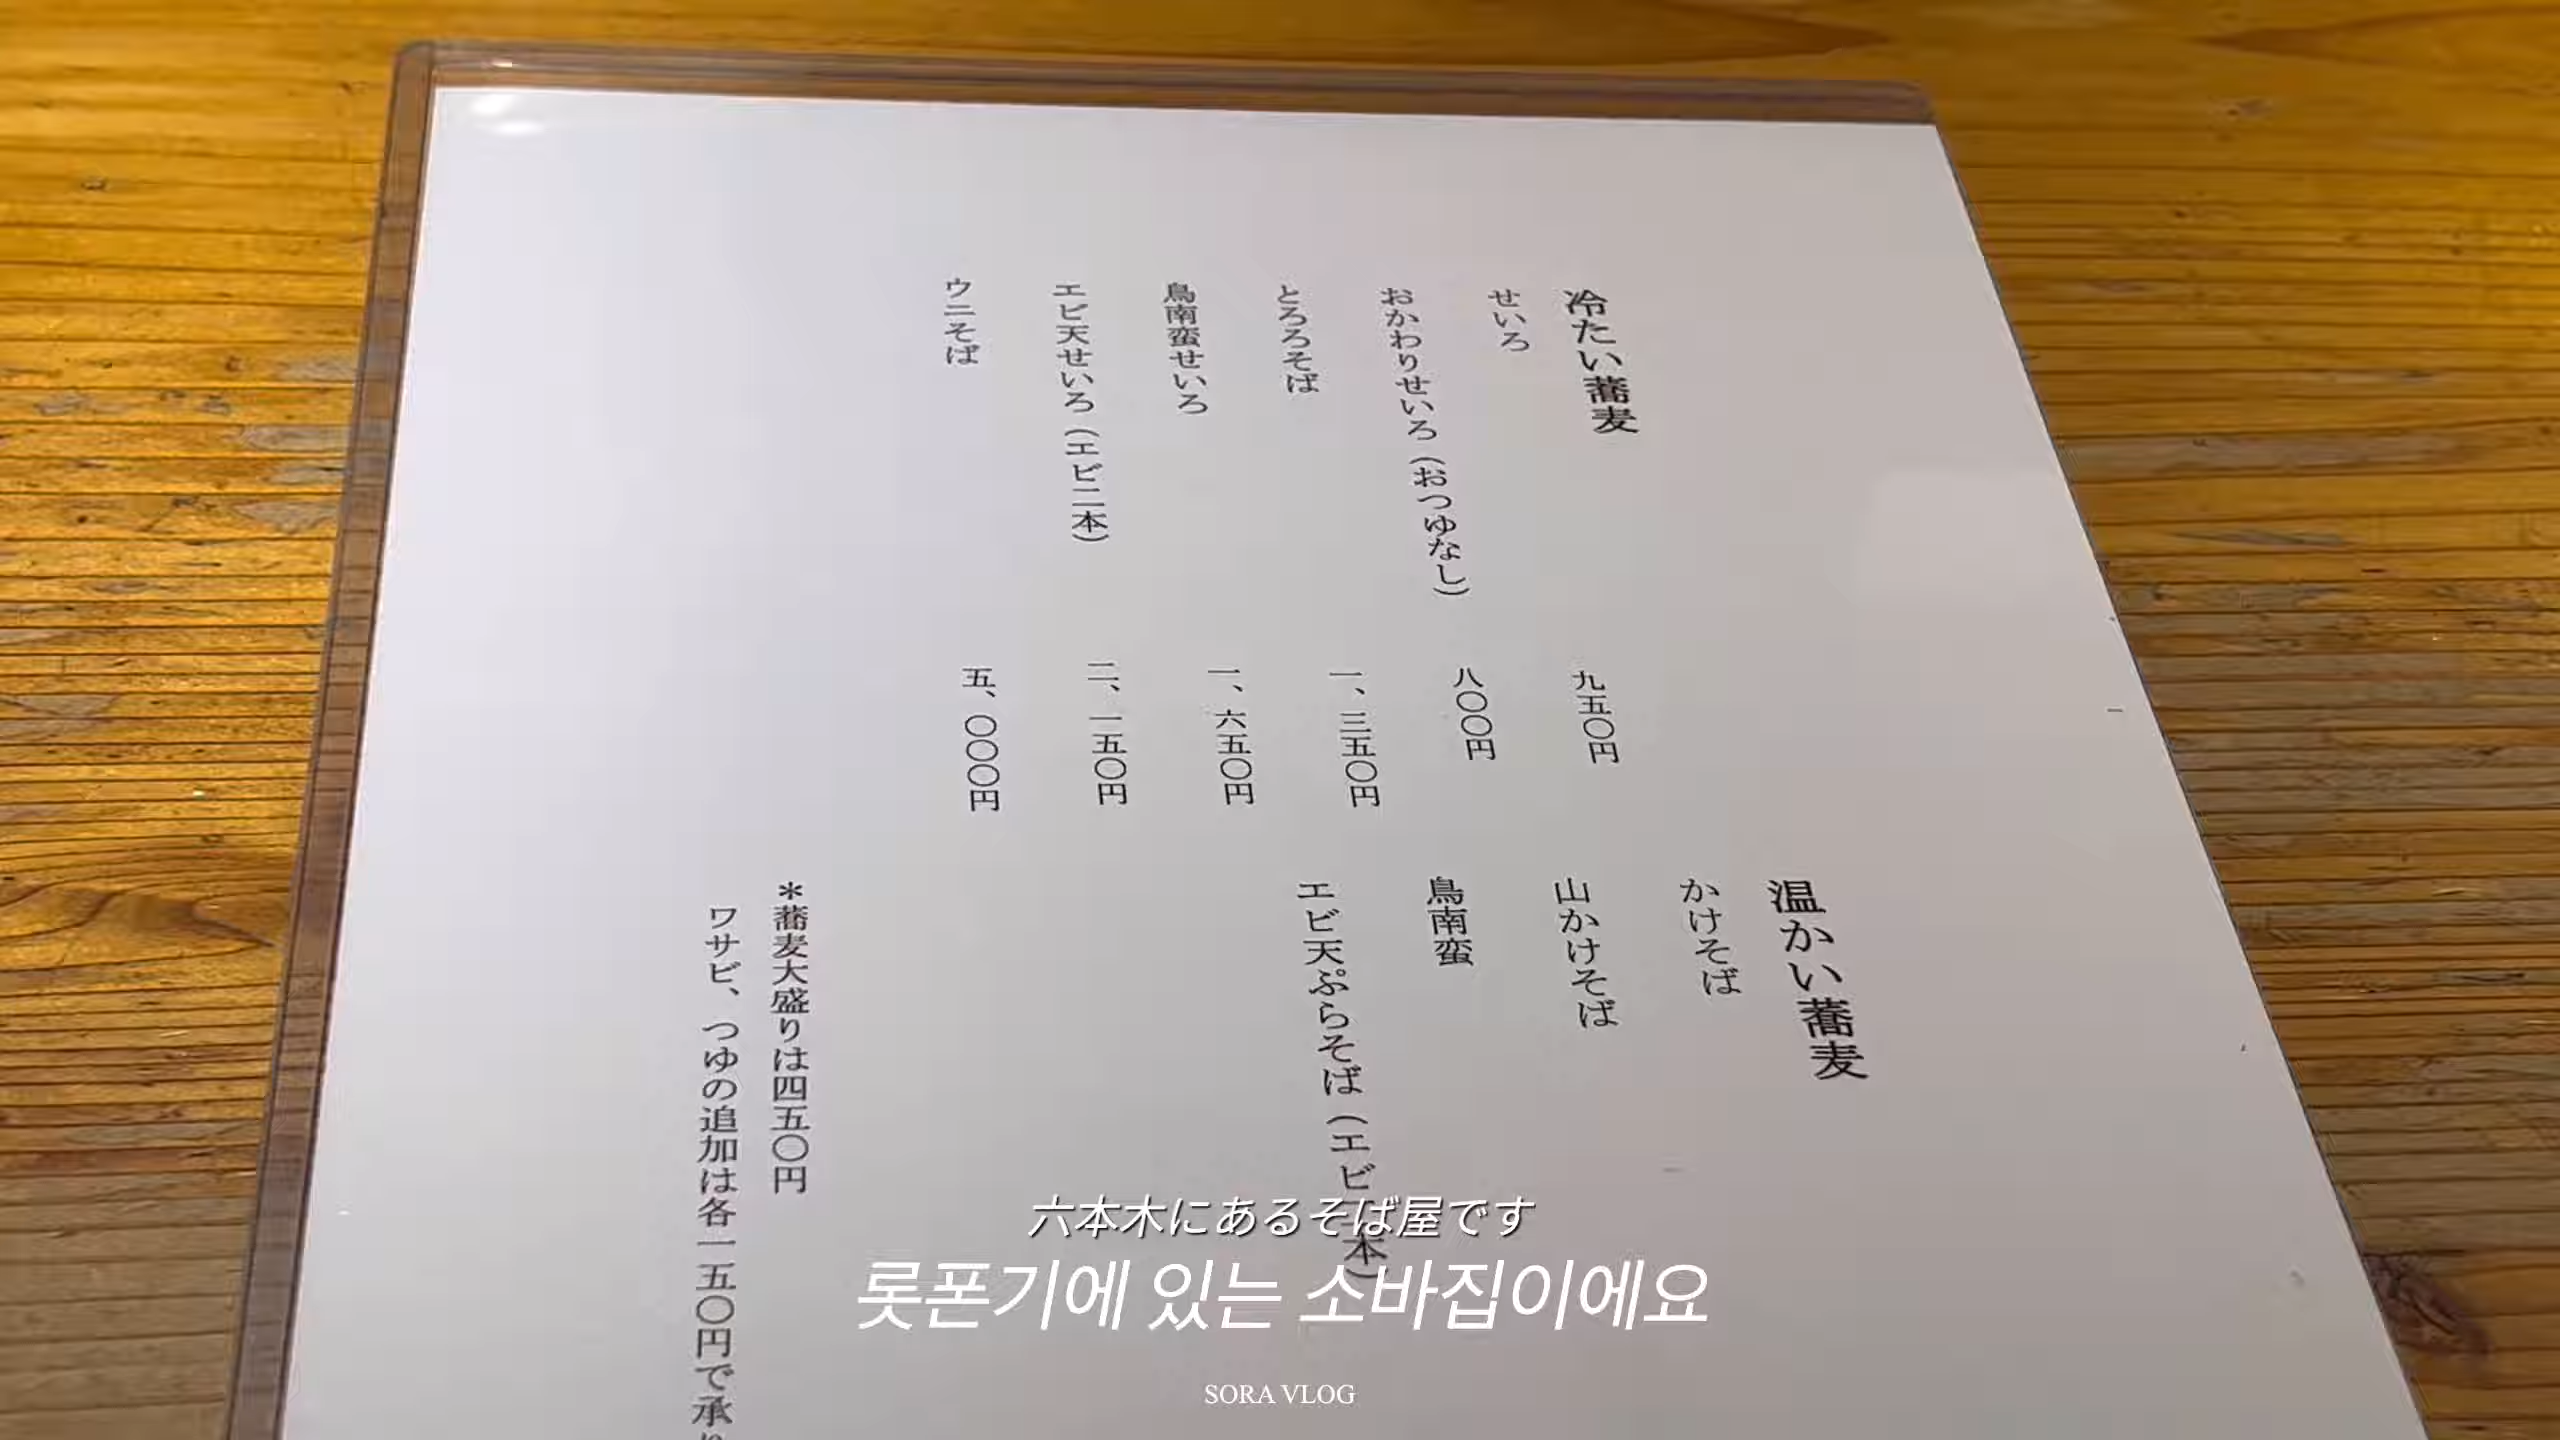 冷たい蕎麦
せいろ
九五〇円
おかわりせいろ（おつゆなし）
八〇〇円
とろろそば
一、三五〇円
鳥南蛮せいろ
一、六五〇円
エビ天せいろ（エビ二本）
二、一五〇円
ウニそば
五、〇〇〇円
温かい蕎麦
かけそば
山かけそば
鳥南蛮
エビ天ぷらそば（エビ二本）
＊蕎麦大盛りは四五〇円
ワサビ、つゆの追加は各一五〇円で承り
六本木にあるそば屋です
롯폰기에 있는 소바집이에요
SORA VLOG